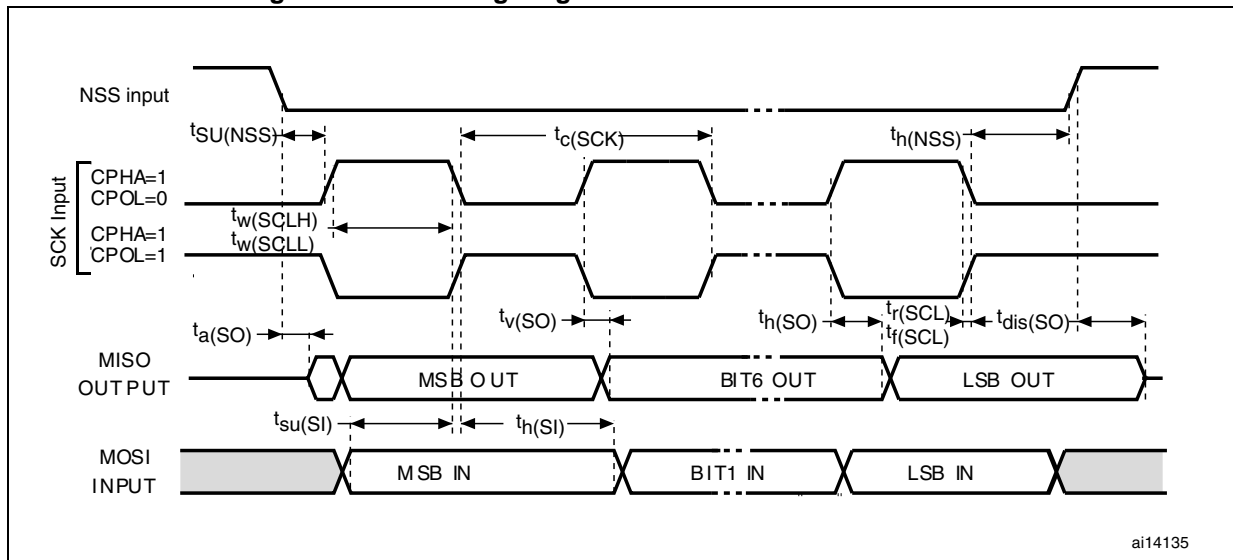 NSS input
tSU(NSS)
tc(SCK)
th(NSS)
SCK Input
CPHA=1
CPOL=0
tw(SCLH)
tw(SCLL)
CPHA=1
CPOL=1
ta(SO)
tv(SO)
th(SO)
tr(SCL)
tf(SCL)
tdis(SO)
MISO
OUTPUT
MSB OUT
BIT6 OUT
LSB OUT
tsu(SI)
th(SI)
MOSI
INPUT
MSB IN
BIT1 IN
LSB IN
ai14135